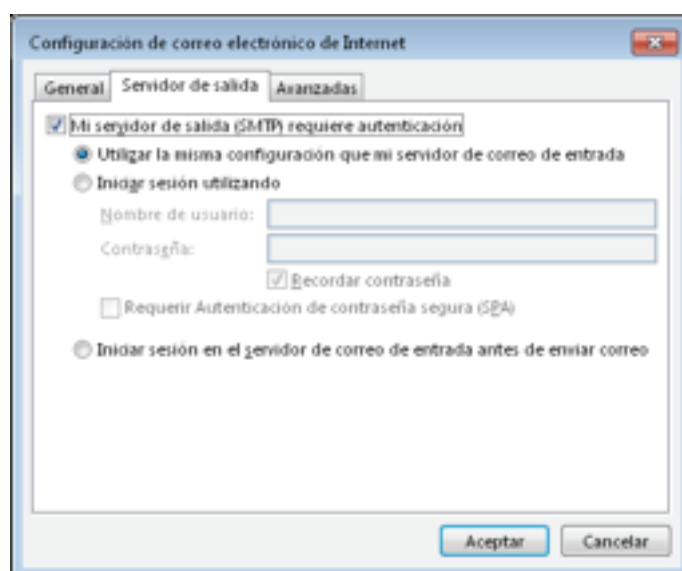 Configuración de correo electrónico de Internet
General Servidor de salida Avanzadas
Mi servidor de salida (SMTP) requiere autenticación
Utilizar la misma configuración que mi servidor de correo de entrada
Iniciar sesión utilizando
Nombre de usuario:
Contraseña:
Recordar contraseña
Requerir Autenticación de contraseña segura (SPA)
Iniciar sesión en el servidor de correo de entrada antes de enviar correo
Aceptar Cancelar